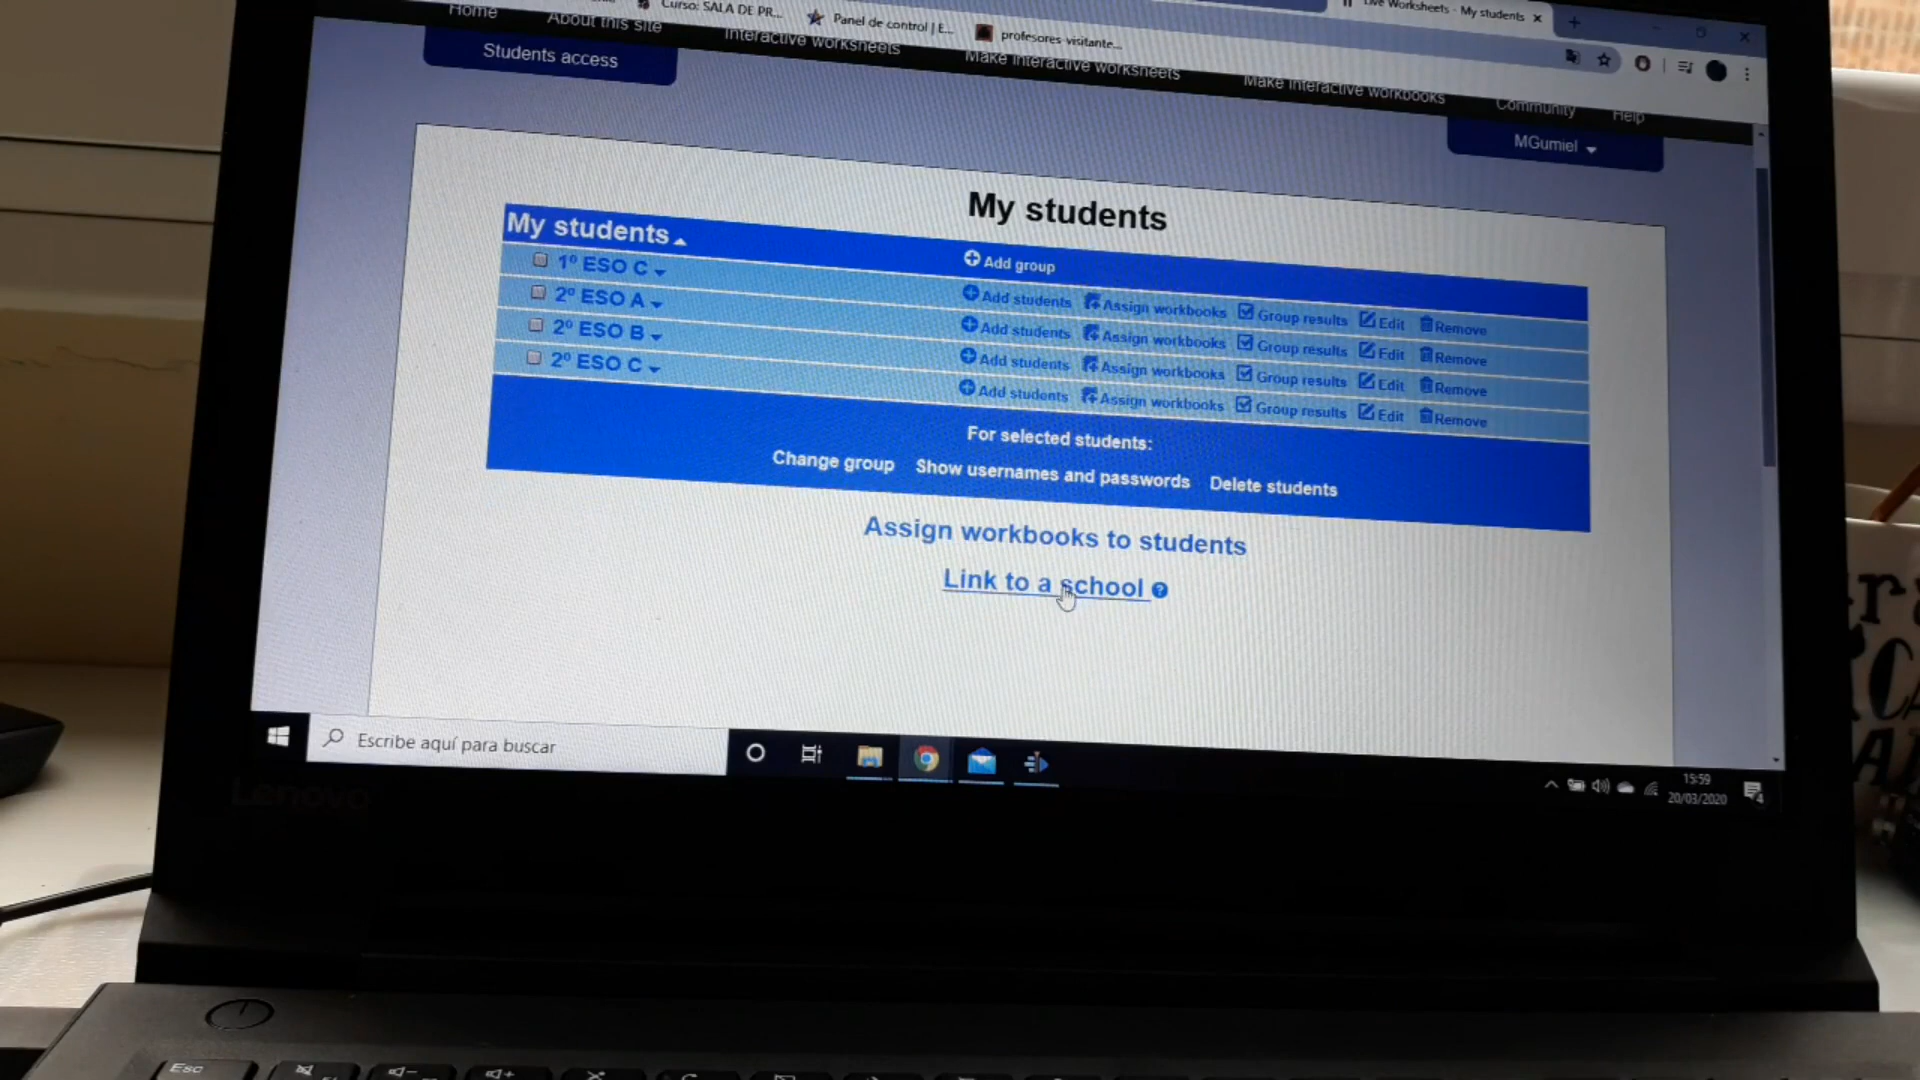 Curso: SALA DE PR...
Panel de control | E...
profesores-visitante...
Live Worksheets - My students
Home
About this site
Interactive worksheets
Make interactive worksheets
Make interactive workbooks
Community
Help
Students access
MGumiel
My students
My students
Add group
1º ESO C
Add students Assign workbooks Group results Edit Remove
2º ESO A
Add students Assign workbooks Group results Edit Remove
2º ESO B
Add students Assign workbooks Group results Edit Remove
2º ESO C
Add students Assign workbooks Group results Edit Remove
For selected students:
Change group Show usernames and passwords Delete students
Assign workbooks to students
Link to a school ?
Escribe aquí para buscar
15:59
20/03/2020
4
Lenovo
Esc